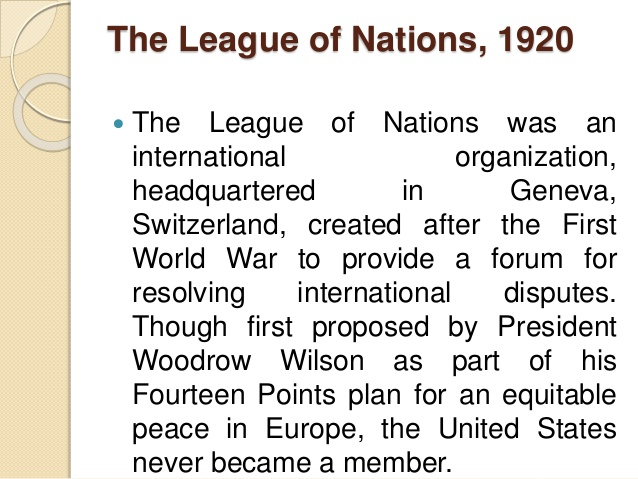 The League of Nations, 1920
• The League of Nations was an
international organization,
headquartered in Geneva,
Switzerland, created after the First
World War to provide a forum for
resolving international disputes.
Though first proposed by President
Woodrow Wilson as part of his
Fourteen Points plan for an equitable
peace in Europe, the United States
never became a member.